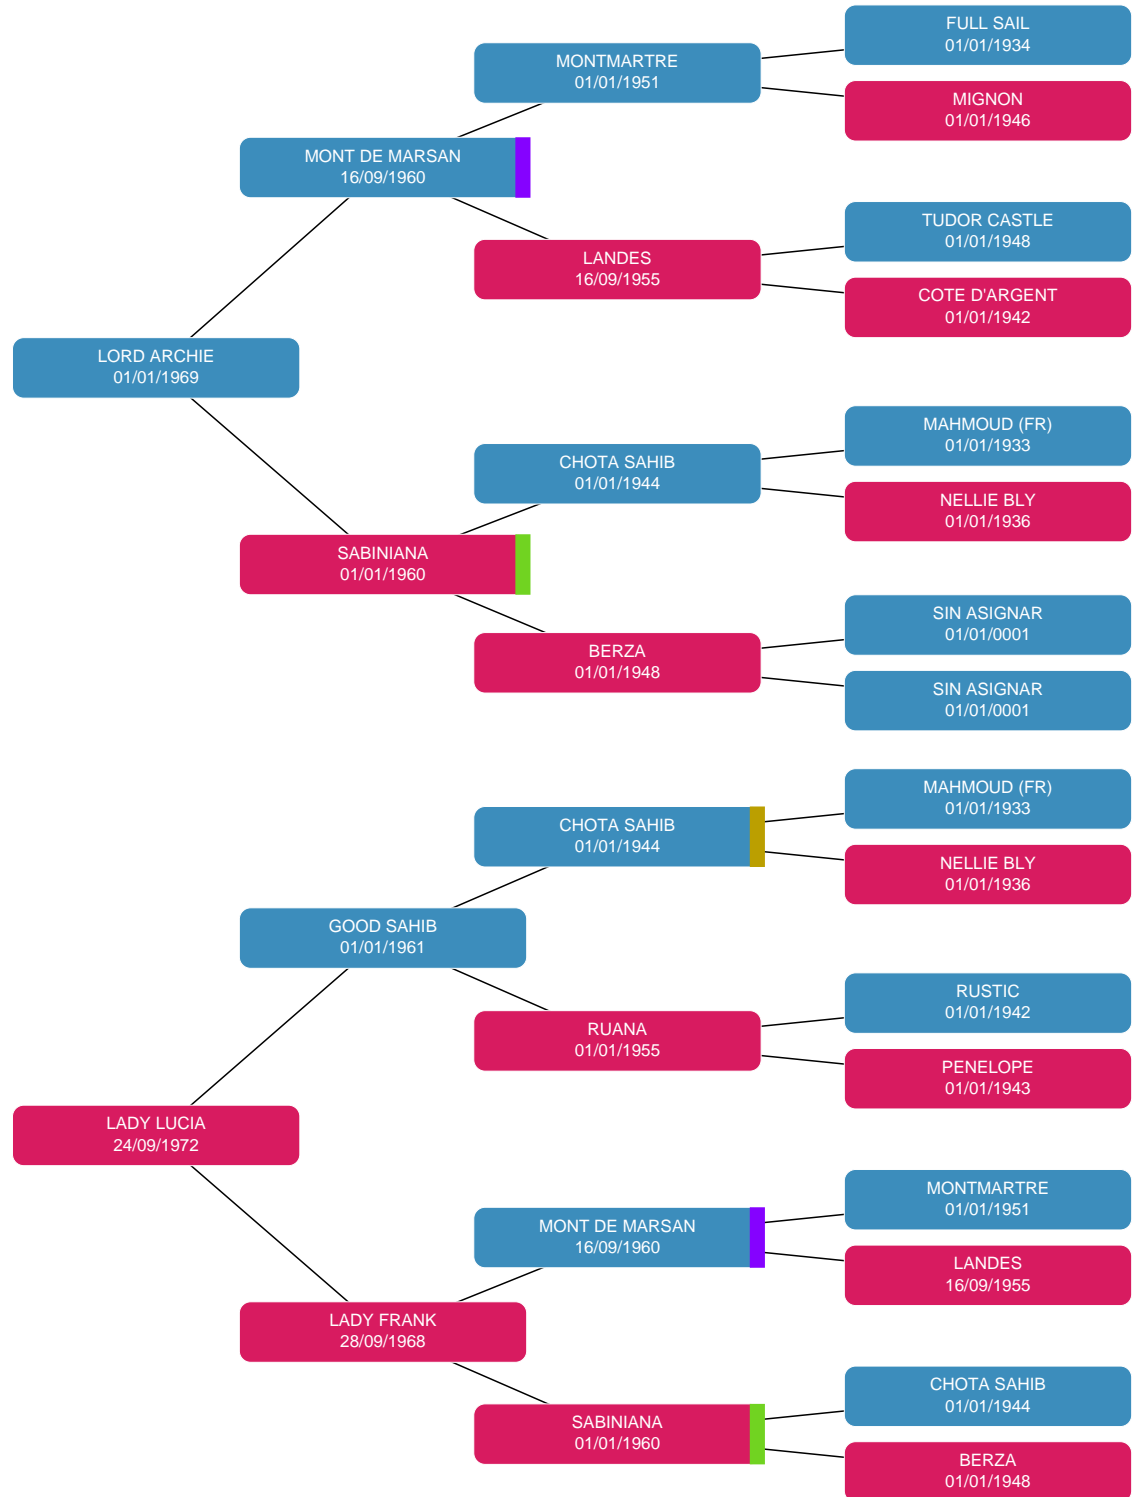 FULL SAIL
01/01/1934
MONTMARTRE
01/01/1951
MIGNON
01/01/1946
MONT DE MARSAN
16/09/1960
TUDOR CASTLE
01/01/1948
LANDES
16/09/1955
COTE D'ARGENT
01/01/1942
LORD ARCHIE
01/01/1969
MAHMOUD (FR)
01/01/1933
CHOTA SAHIB
01/01/1944
NELLIE BLY
01/01/1936
SABINIANA
01/01/1960
SIN ASIGNAR
01/01/0001
BERZA
01/01/1948
SIN ASIGNAR
01/01/0001
MAHMOUD (FR)
01/01/1933
CHOTA SAHIB
01/01/1944
NELLIE BLY
01/01/1936
GOOD SAHIB
01/01/1961
RUSTIC
01/01/1942
RUANA
01/01/1955
PENELOPE
01/01/1943
LADY LUCIA
24/09/1972
MONTMARTRE
01/01/1951
MONT DE MARSAN
16/09/1960
LANDES
16/09/1955
LADY FRANK
28/09/1968
CHOTA SAHIB
01/01/1944
SABINIANA
01/01/1960
BERZA
01/01/1948